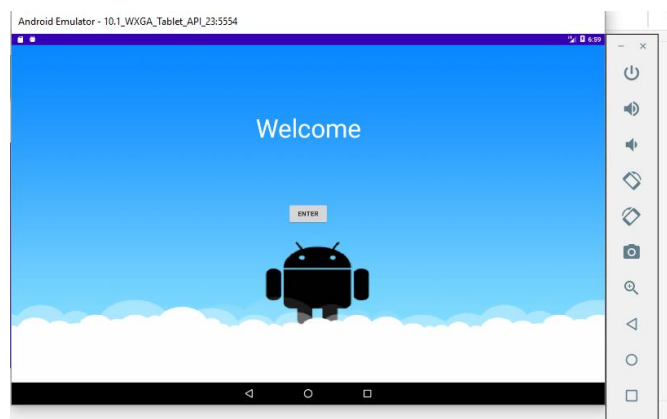 Android Emulator - 10.1_WXGA_Tablet_API_23:5554
6:59
Welcome
ENTER